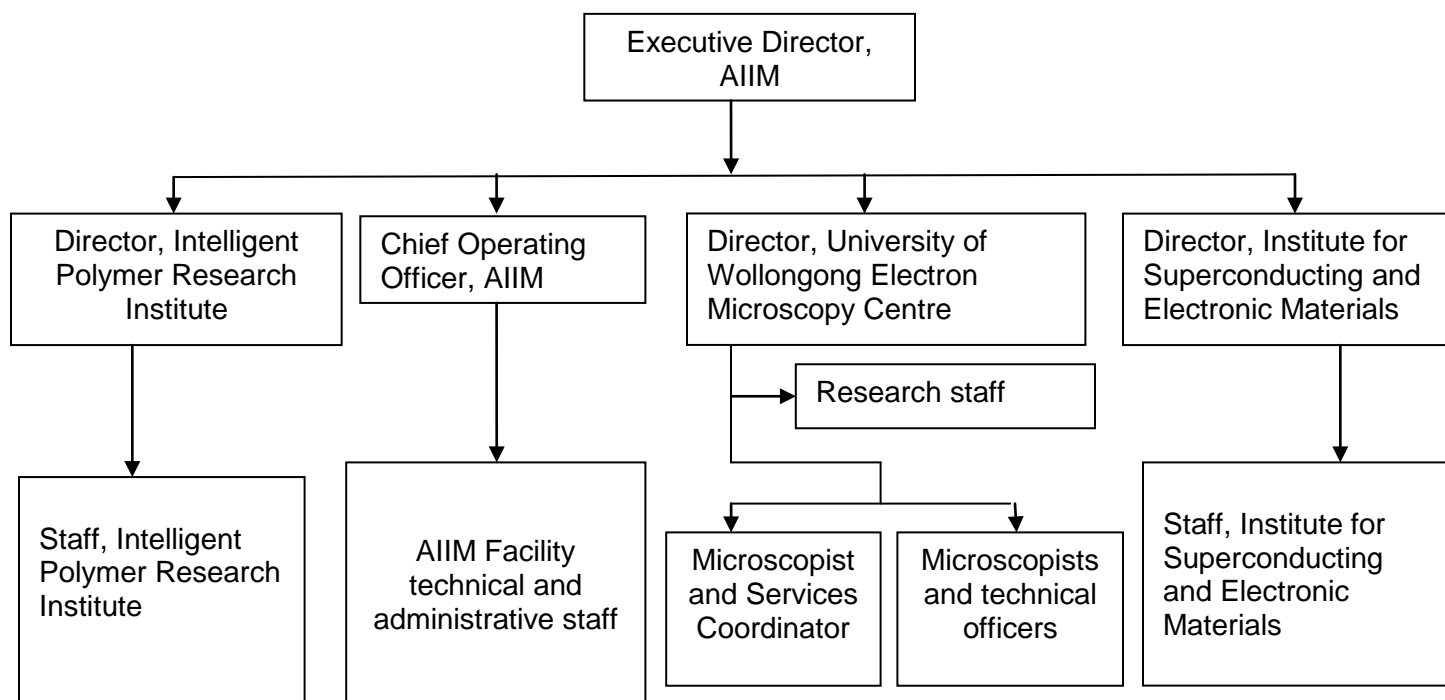 Executive Director,
AIIM
Director, Intelligent
Polymer Research
Institute
Chief Operating
Officer, AIIM
Director, University of
Wollongong Electron
Microscopy Centre
Director, Institute for
Superconducting and
Electronic Materials
Research staff
Staff, Intelligent
Polymer Research
Institute
AIIM Facility
technical and
administrative staff
Microscopist
and Services
Coordinator
Microscopists
and technical
officers
Staff, Institute for
Superconducting
and Electronic
Materials